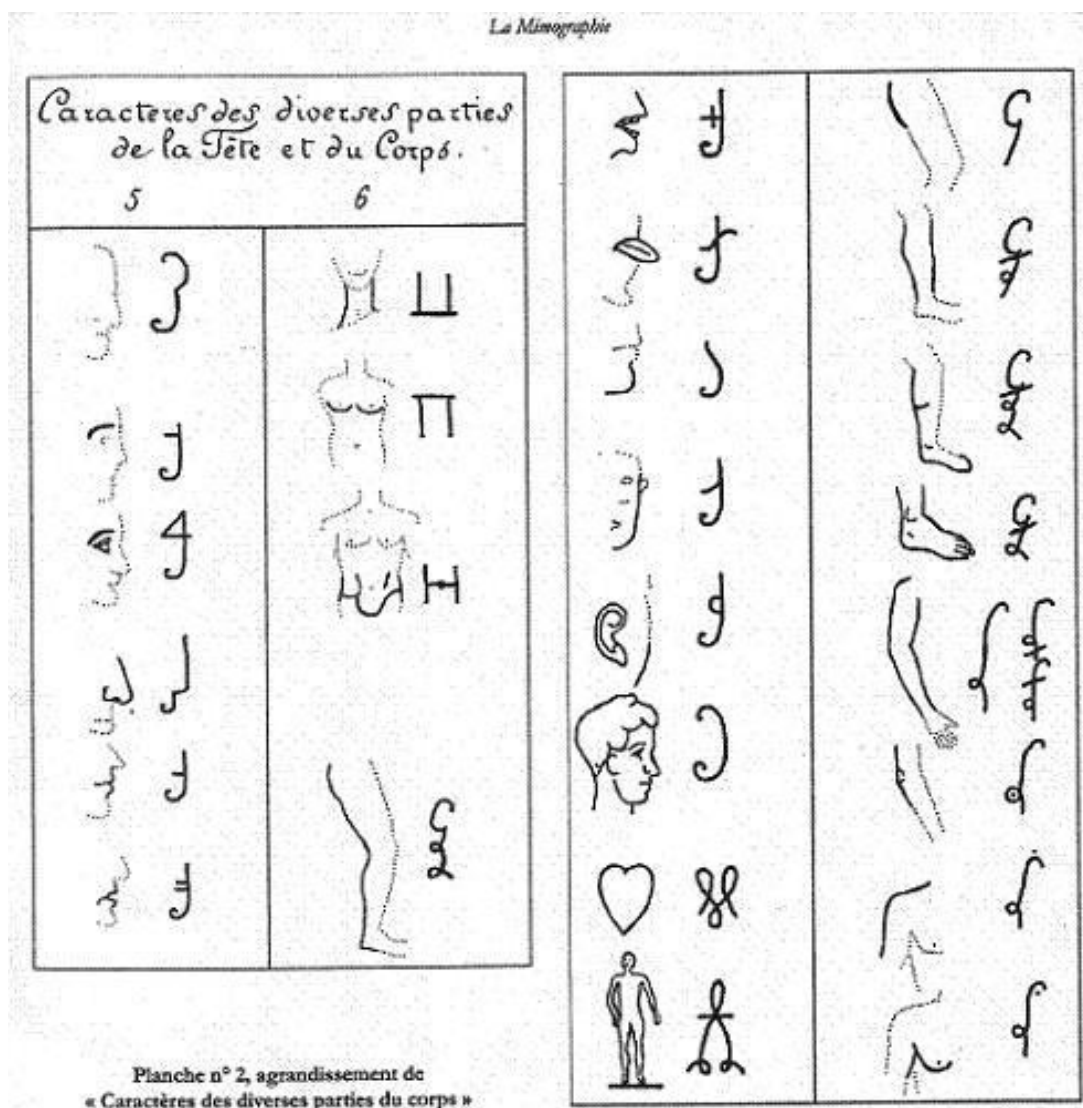 La Mimographie
Caracteres des diverses parties
de la Tête et du Corps.
5 6
Planche n° 2, agrandissement de
« Caractères des diverses parties du corps »